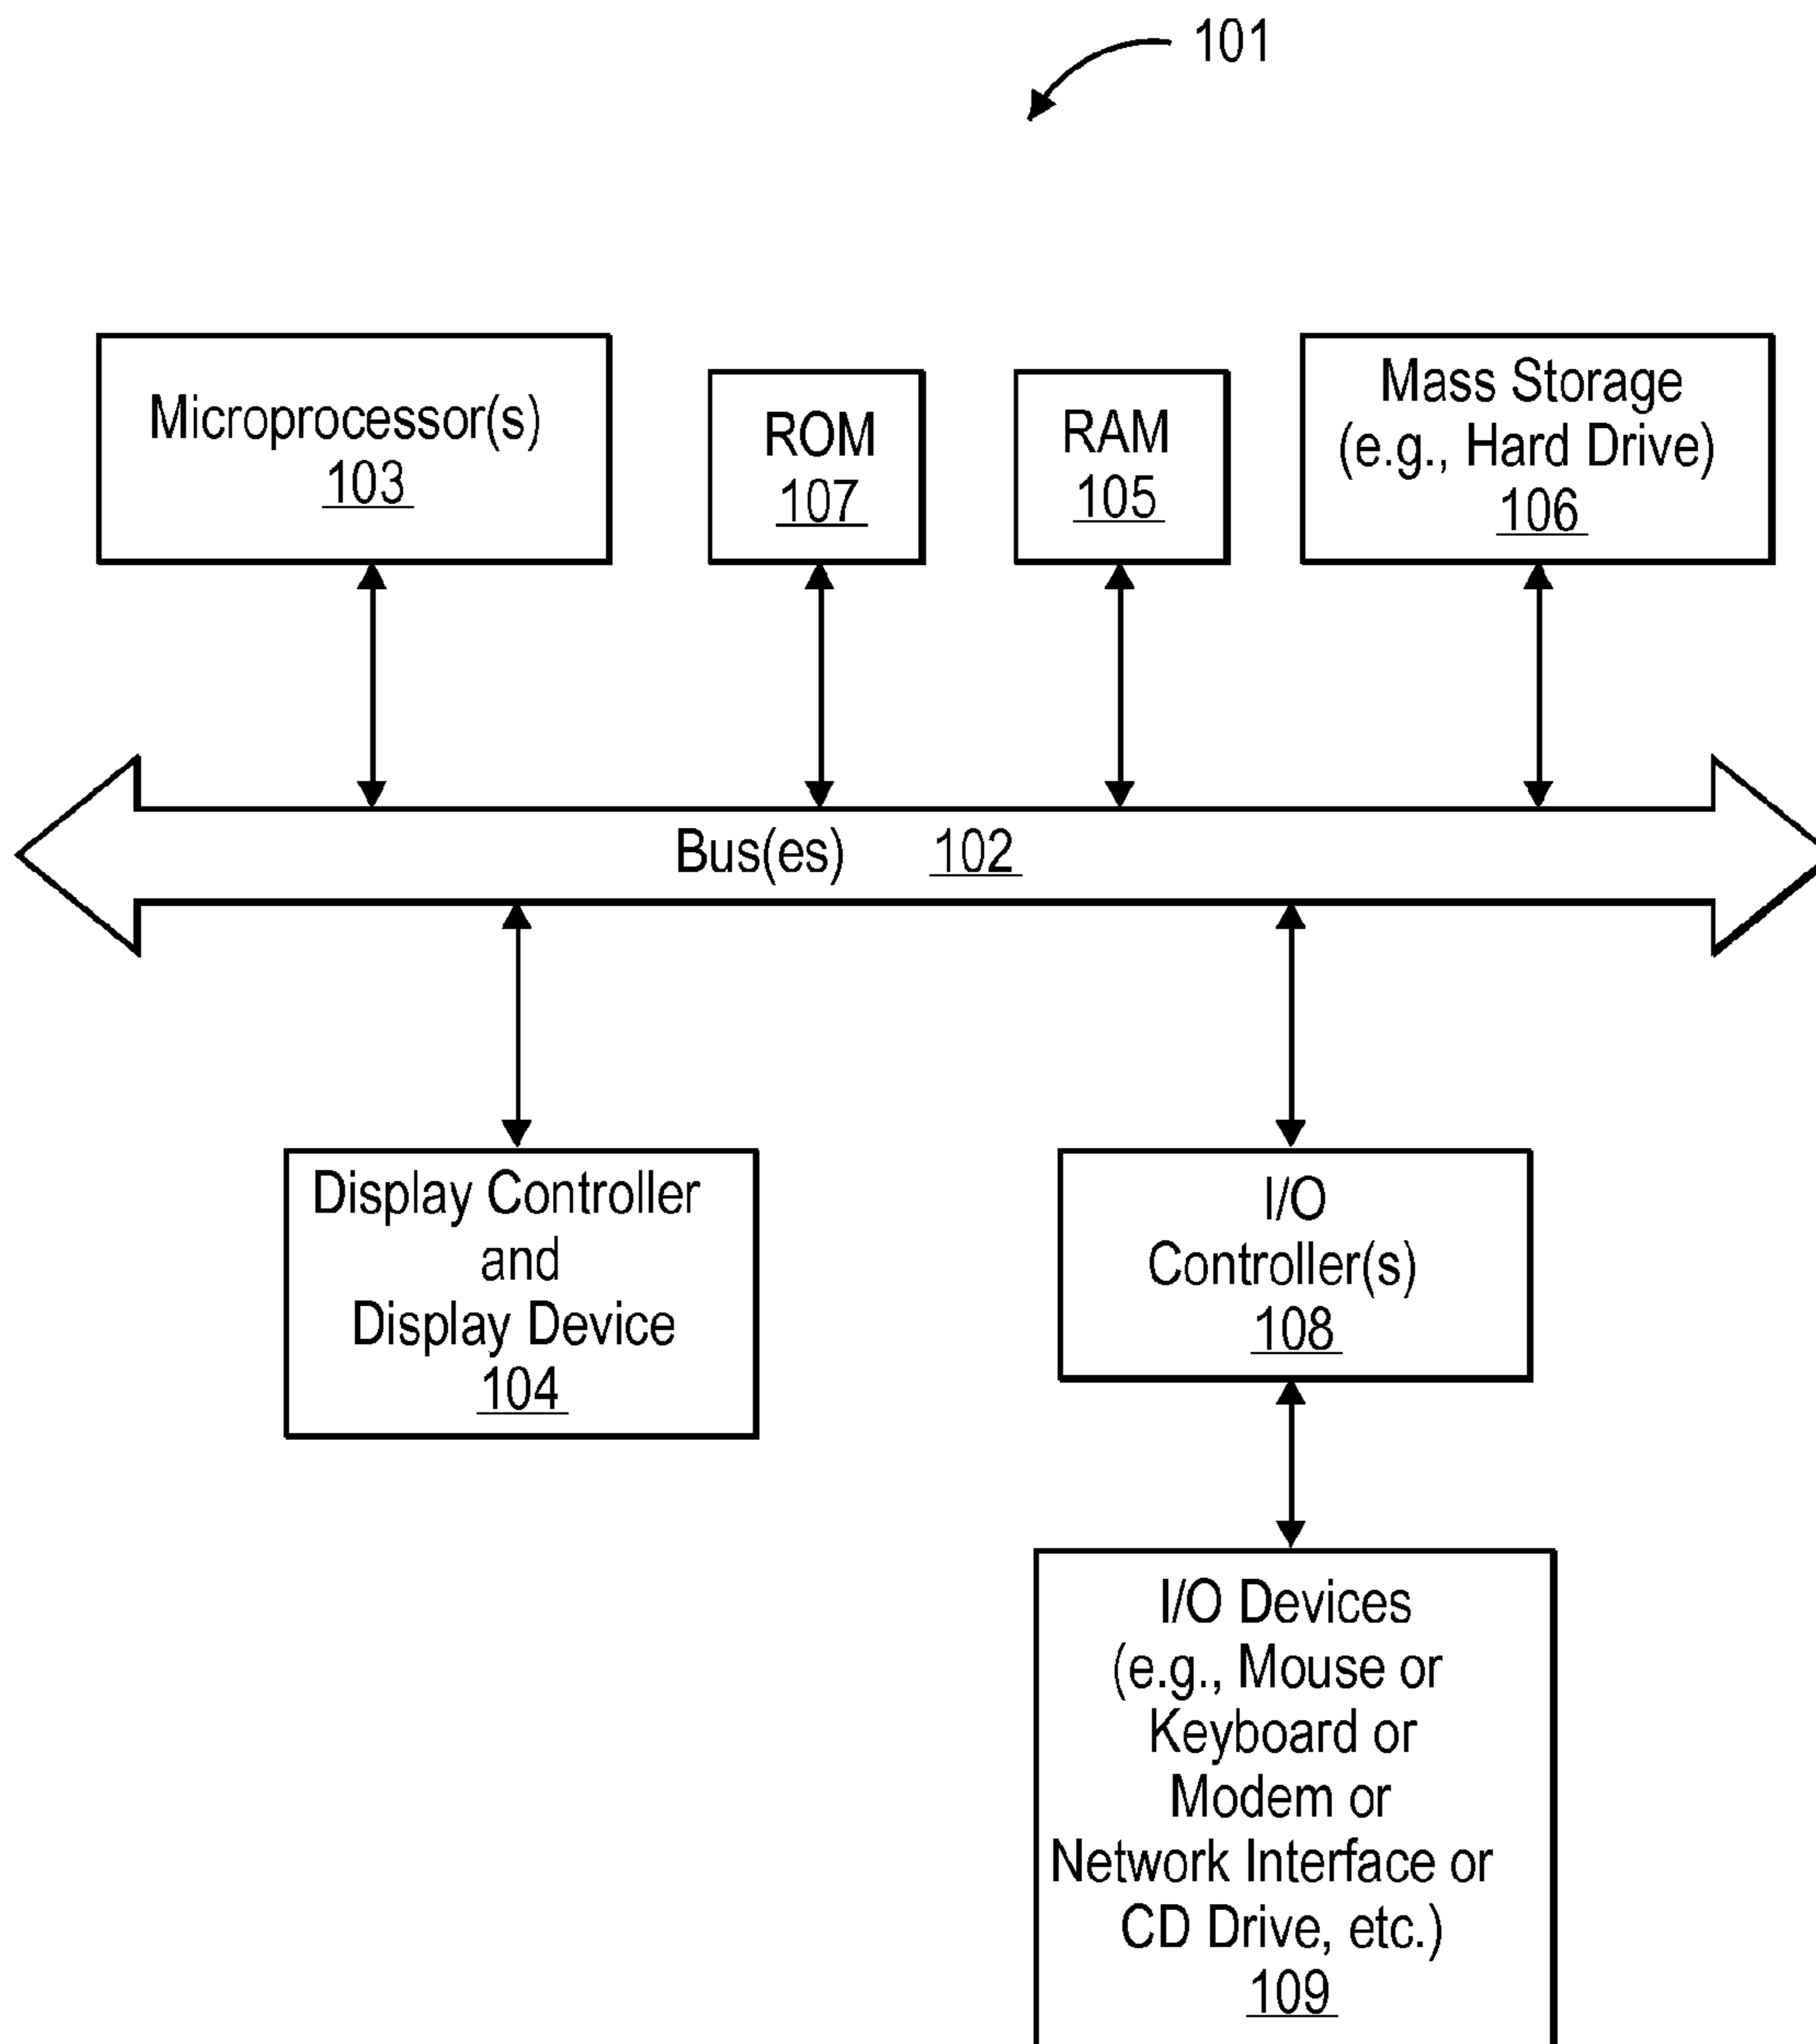 101
Microprocessor(s)
103
ROM
107
RAM
105
Mass Storage
(e.g., Hard Drive)
106
Bus(es) 102
Display Controller
and
Display Device
104
I/O
Controller(s)
108
I/O Devices
(e.g., Mouse or
Keyboard or
Modem or
Network Interface or
CD Drive, etc.)
109